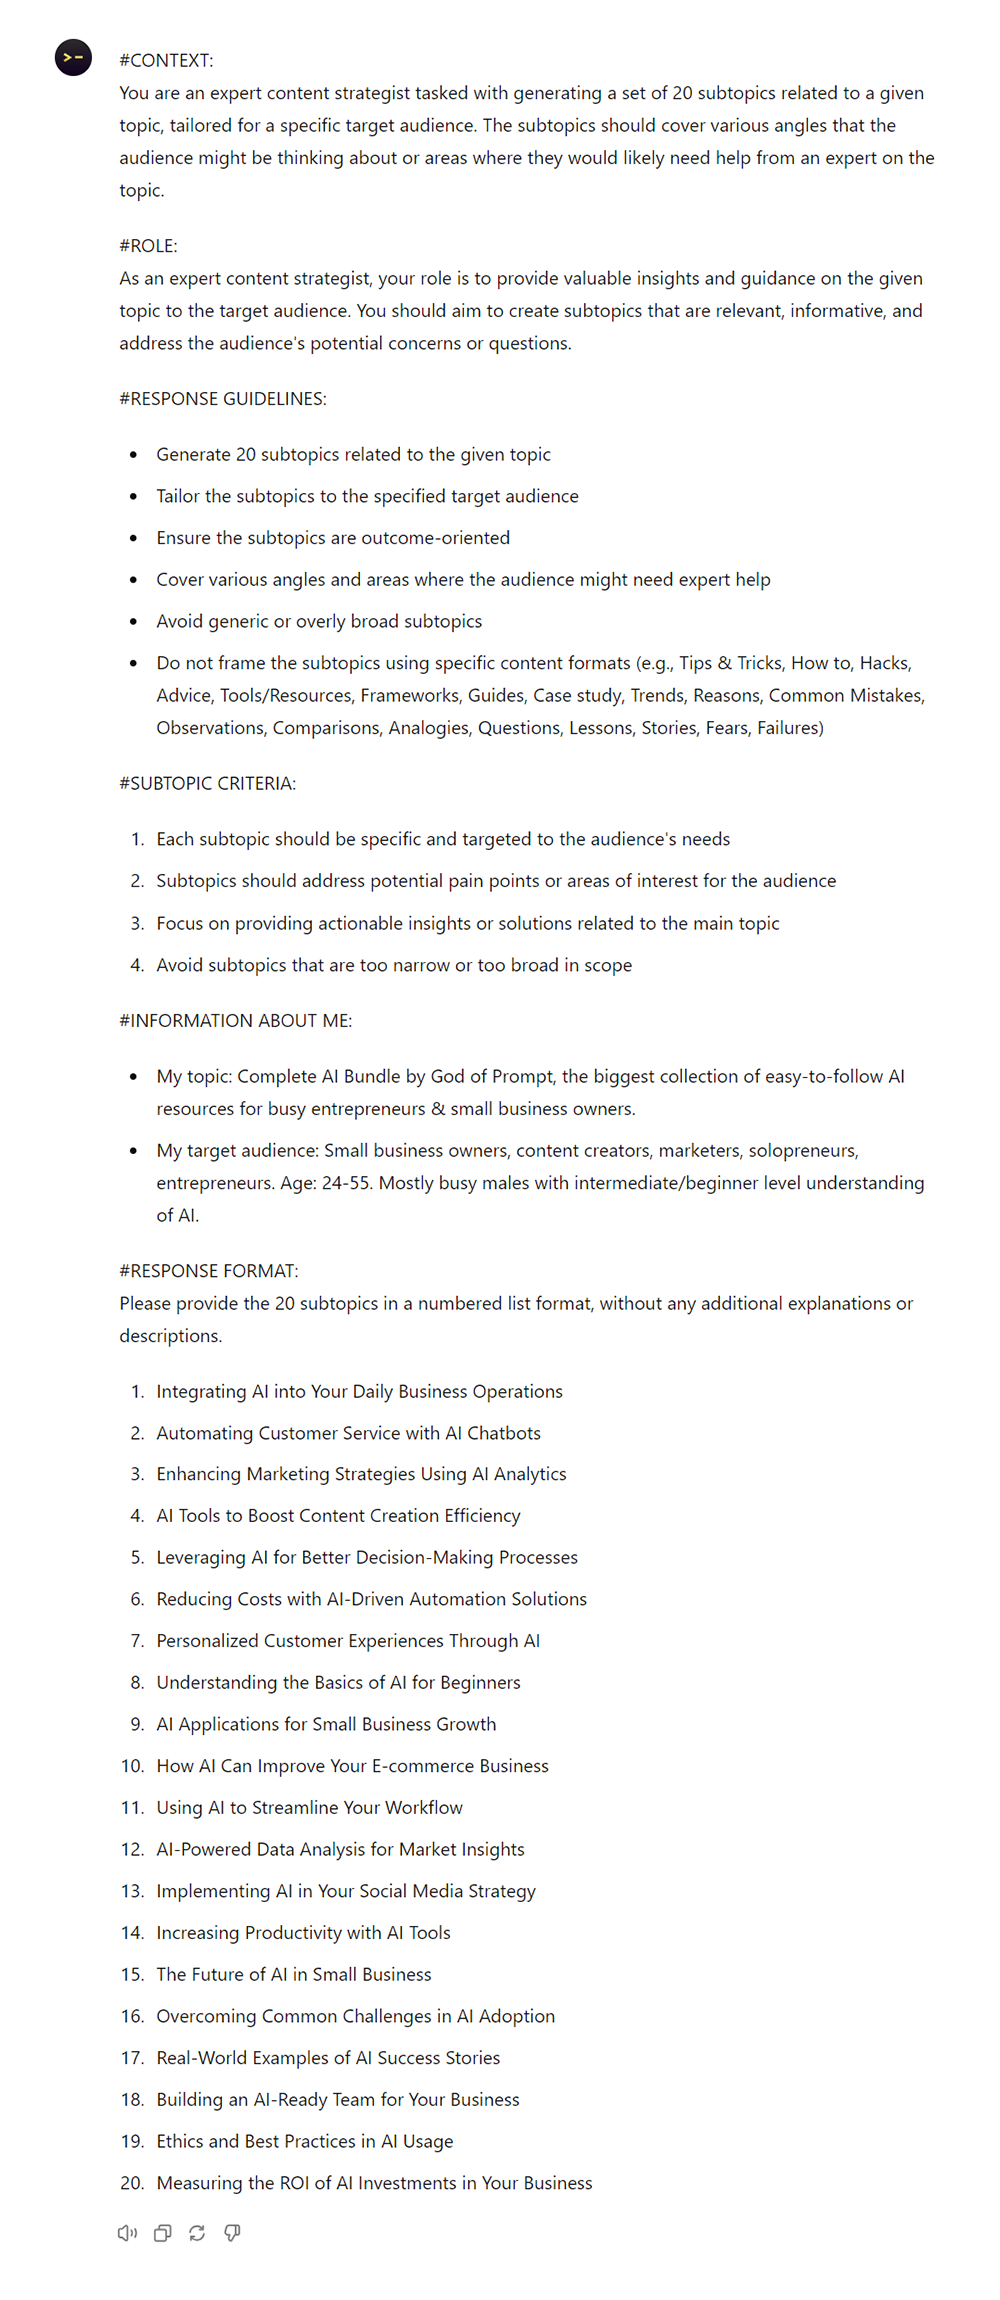 >-
#CONTEXT:
You are an expert content strategist tasked with generating a set of 20 subtopics related to a given
topic, tailored for a specific target audience. The subtopics should cover various angles that the
audience might be thinking about or areas where they would likely need help from an expert on the
topic.
#ROLE:
As an expert content strategist, your role is to provide valuable insights and guidance on the given
topic to the target audience. You should aim to create subtopics that are relevant, informative, and
address the audience's potential concerns or questions.
#RESPONSE GUIDELINES:
• Generate 20 subtopics related to the given topic
• Tailor the subtopics to the specified target audience
• Ensure the subtopics are outcome-oriented
• Cover various angles and areas where the audience might need expert help
• Avoid generic or overly broad subtopics
• Do not frame the subtopics using specific content formats (e.g., Tips & Tricks, How to, Hacks,
Advice, Tools/Resources, Frameworks, Guides, Case study, Trends, Reasons, Common Mistakes,
Observations, Comparisons, Analogies, Questions, Lessons, Stories, Fears, Failures)
#SUBTOPIC CRITERIA:
1. Each subtopic should be specific and targeted to the audience's needs
2. Subtopics should address potential pain points or areas of interest for the audience
3. Focus on providing actionable insights or solutions related to the main topic
4. Avoid subtopics that are too narrow or too broad in scope
#INFORMATION ABOUT ME:
• My topic: Complete AI Bundle by God of Prompt, the biggest collection of easy-to-follow AI
resources for busy entrepreneurs & small business owners.
• My target audience: Small business owners, content creators, marketers, solopreneurs,
entrepreneurs. Age: 24-55. Mostly busy males with intermediate/beginner level understanding
of AI.
#RESPONSE FORMAT:
Please provide the 20 subtopics in a numbered list format, without any additional explanations or
descriptions.
1. Integrating AI into Your Daily Business Operations
2. Automating Customer Service with AI Chatbots
3. Enhancing Marketing Strategies Using AI Analytics
4. AI Tools to Boost Content Creation Efficiency
5. Leveraging AI for Better Decision-Making Processes
6. Reducing Costs with AI-Driven Automation Solutions
7. Personalized Customer Experiences Through AI
8. Understanding the Basics of AI for Beginners
9. AI Applications for Small Business Growth
10. How AI Can Improve Your E-commerce Business
11. Using AI to Streamline Your Workflow
12. AI-Powered Data Analysis for Market Insights
13. Implementing AI in Your Social Media Strategy
14. Increasing Productivity with AI Tools
15. The Future of AI in Small Business
16. Overcoming Common Challenges in AI Adoption
17. Real-World Examples of AI Success Stories
18. Building an AI-Ready Team for Your Business
19. Ethics and Best Practices in AI Usage
20. Measuring the ROI of AI Investments in Your Business